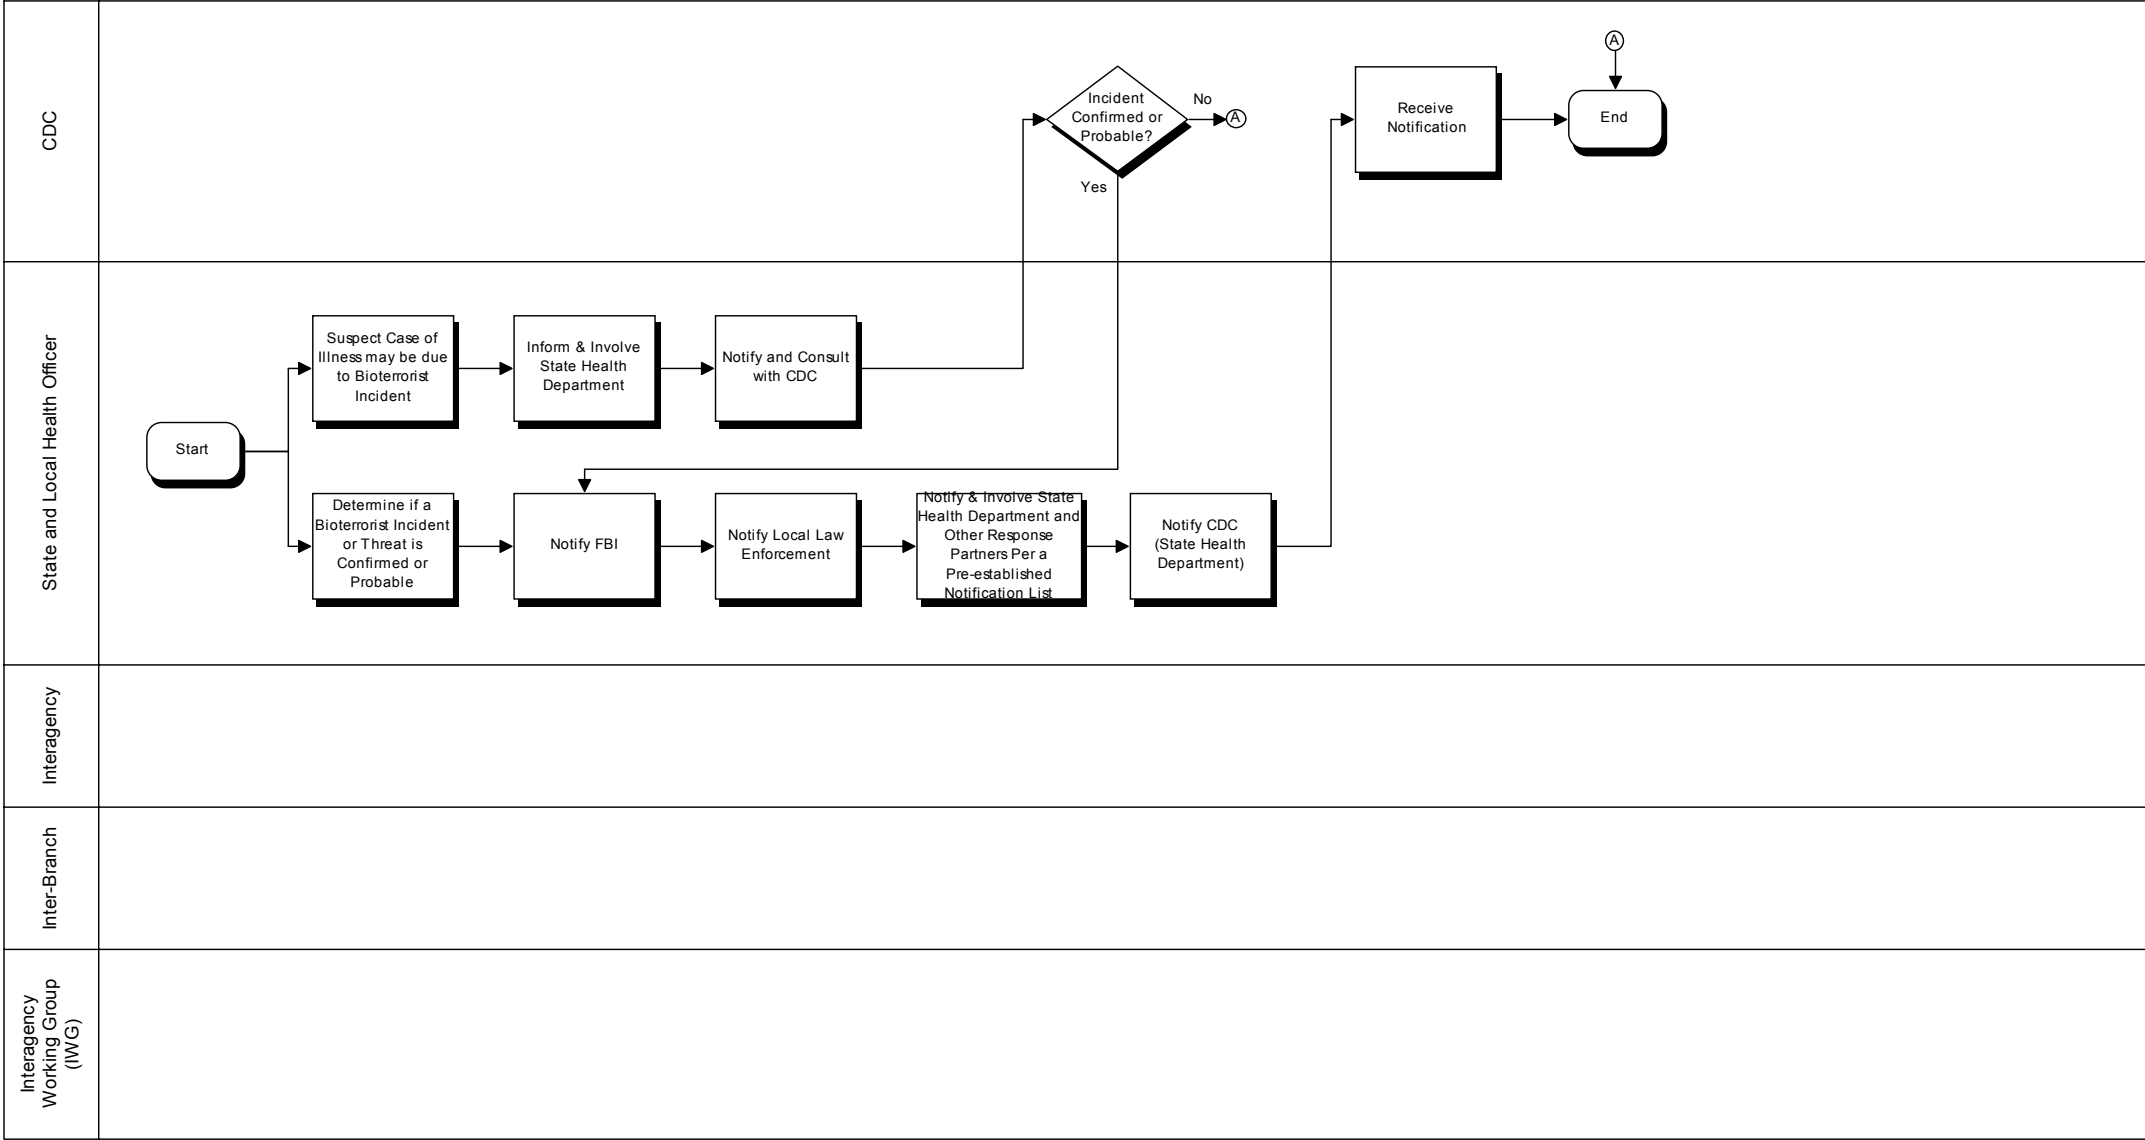 CDC
Incident
Confirmed or
Probable?
No
A
Yes
Receive
Notification
A
End
State and Local Health Officer
Start
Suspect Case of
Illness may be due
to Bioterrorist
Incident
Inform & Involve
State Health
Department
Notify and Consult
with CDC
Determine if a
Bioterrorist Incident
or Threat is
Confirmed or
Probable
Notify FBI
Notify Local Law
Enforcement
Notify & Involve State
Health Department and
Other Response
Partners Per a
Pre-established
Notification List
Notify CDC
(State Health
Department)
Interagency
Inter-Branch
Interagency
Working Group
(IWG)